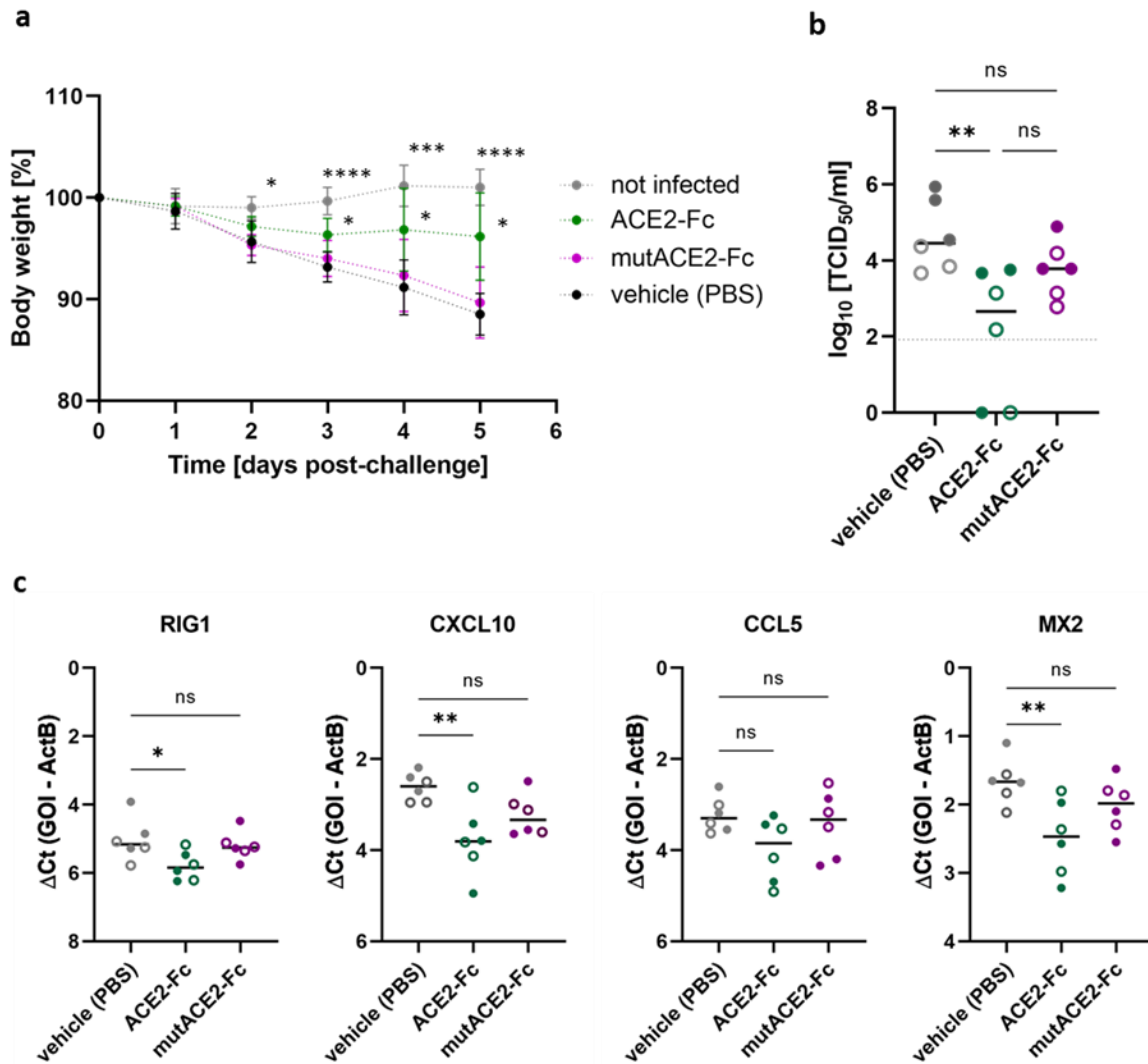 a
110
100
90
80
Body weight [%]
* **** *** ****
* * *
0 1 2 3 4 5 6
Time [days post-challenge]
not infected
ACE2-Fc
mutACE2-Fc
vehicle (PBS)
b
ns
** ns
8
6
4
2
0
log10 [TCID50/ml]
vehicle (PBS)
ACE2-Fc
mutACE2-Fc
c
RIG1
0
2
4
6
8
ΔCt (GOI - ActB)
ns
*
vehicle (PBS)
ACE2-Fc
mutACE2-Fc
CXCL10
0
2
4
6
ΔCt (GOI - ActB)
ns
**
vehicle (PBS)
ACE2-Fc
mutACE2-Fc
CCL5
0
2
4
6
ΔCt (GOI - ActB)
ns
ns
vehicle (PBS)
ACE2-Fc
mutACE2-Fc
MX2
0
1
2
3
4
ΔCt (GOI - ActB)
ns
**
vehicle (PBS)
ACE2-Fc
mutACE2-Fc